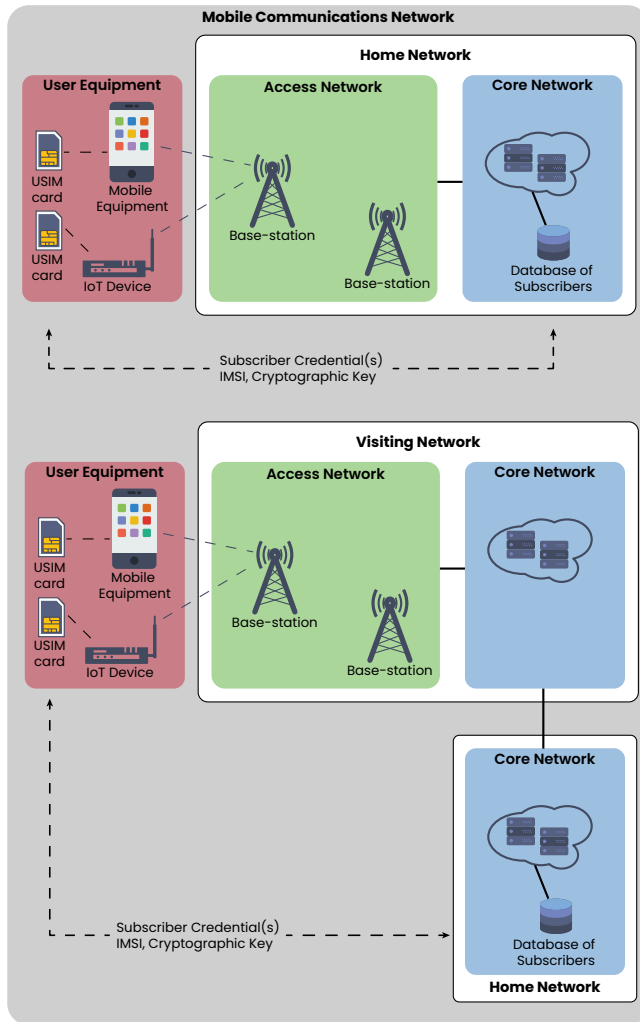 Mobile Communications Network
Home Network
User Equipment
Access Network
Core Network
USIM
card
Mobile
Equipment
USIM
card
IoT Device
Base-station
Base-station
Database of
Subscribers
Subscriber Credential(s)
IMSI, Cryptographic Key
Visiting Network
User Equipment
Access Network
Core Network
USIM
card
Mobile
Equipment
USIM
card
IoT Device
Base-station
Base-station
Core Network
Subscriber Credential(s)
IMSI, Cryptographic Key
Database of
Subscribers
Home Network